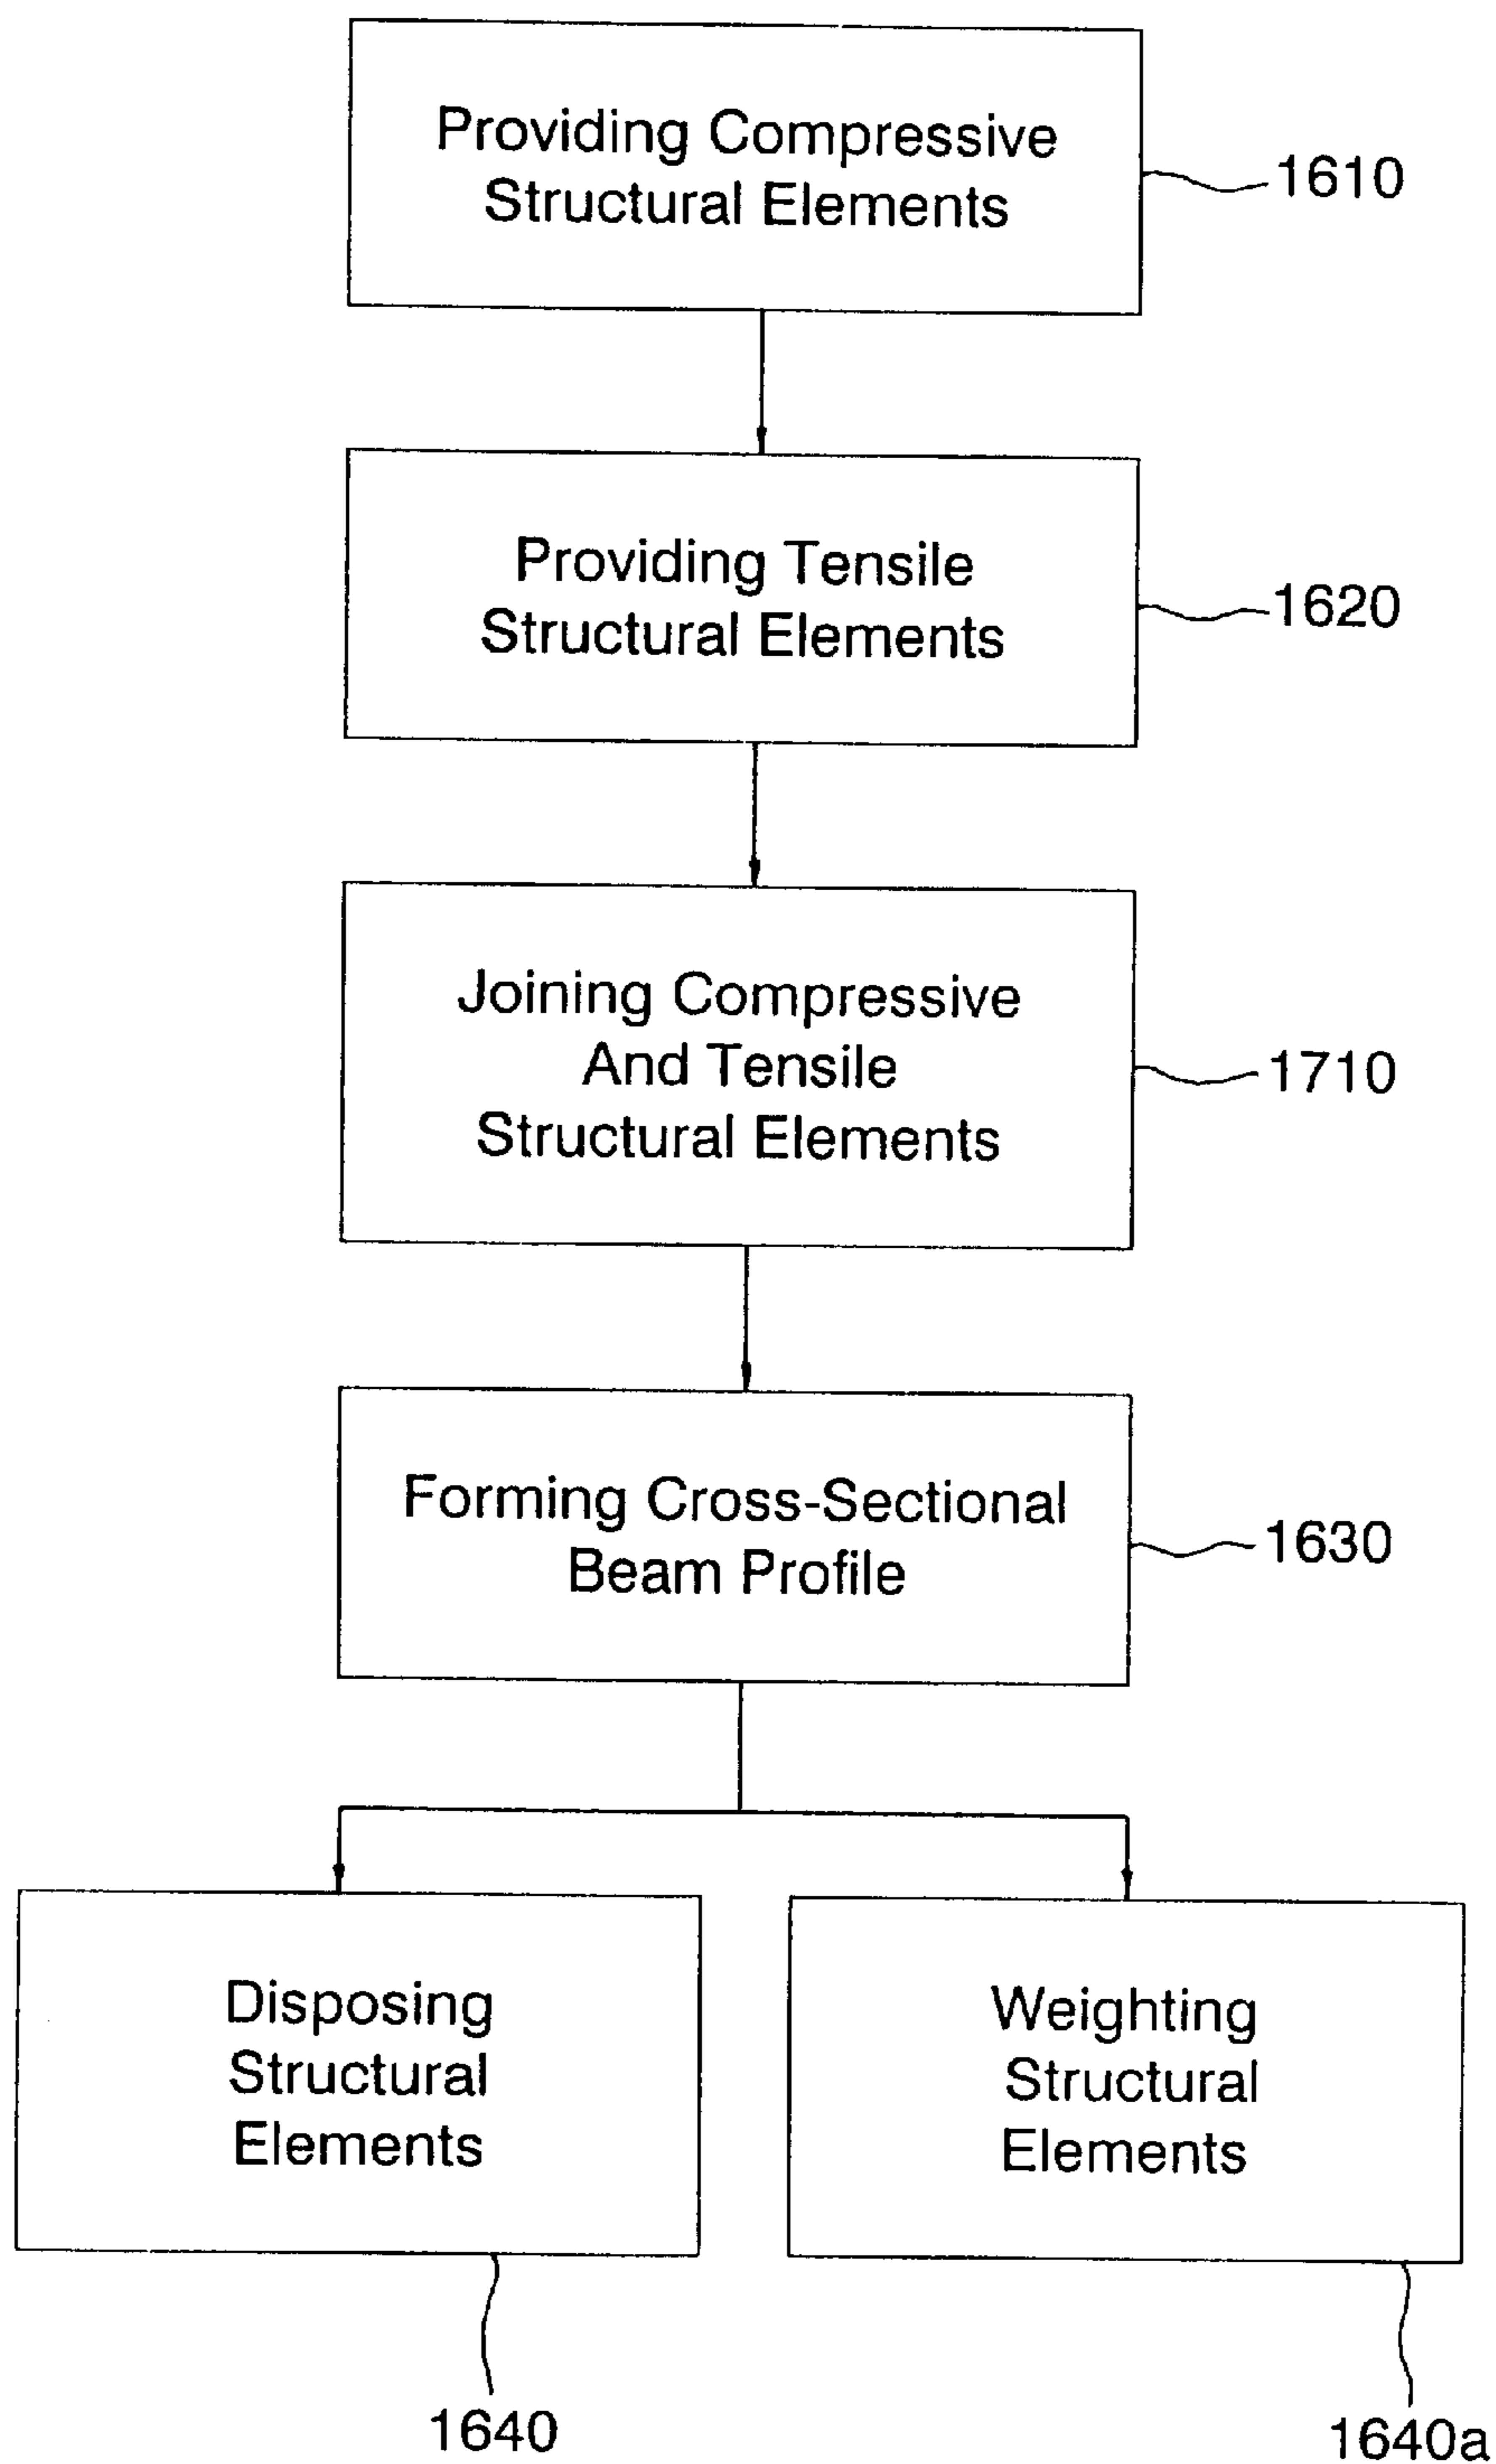 Providing Compressive
Structural Elements
1610
Providing Tensile
Structural Elements
1620
Joining Compressive
And Tensile
Structural Elements
1710
Forming Cross-Sectional
Beam Profile
1630
Disposing
Structural
Elements
1640
Weighting
Structural
Elements
1640a